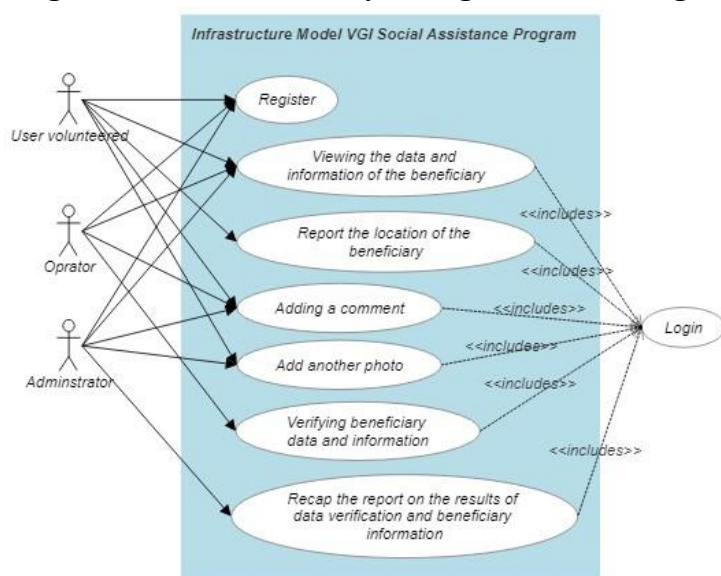 Infrastructure Model VGI Social Assistance Program
Register
User volunteered
Viewing the data and
information of the beneficiary
<<includes>>
Report the location of the
beneficiary
Oprator
<<includes>>
Adding a comment
<<includes>>
Login
Add another photo
<<includes>>
Adminstrator
<<includes>>
Verifying beneficiary
data and information
<<includes>>
Recap the report on the results of
data verification and beneficiary
information